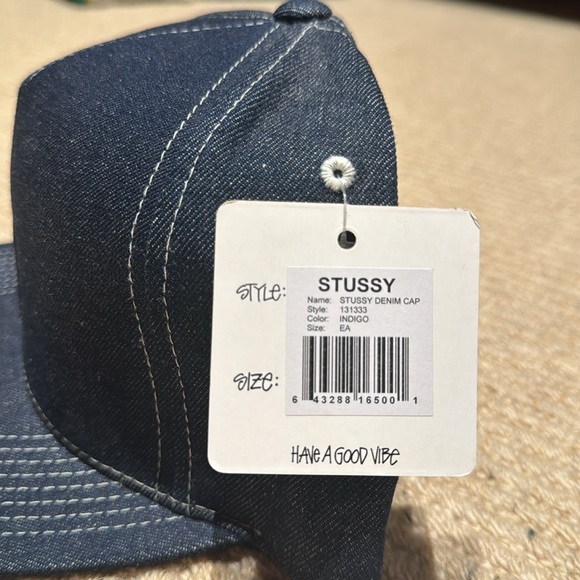 STYLE:
STUSSY
Name: STUSSY DENIM CAP
Style: 131333
Color: INDIGO
Size: EA
SIZE:
6 43288 16500 1
HAVE A GOOD VIBE